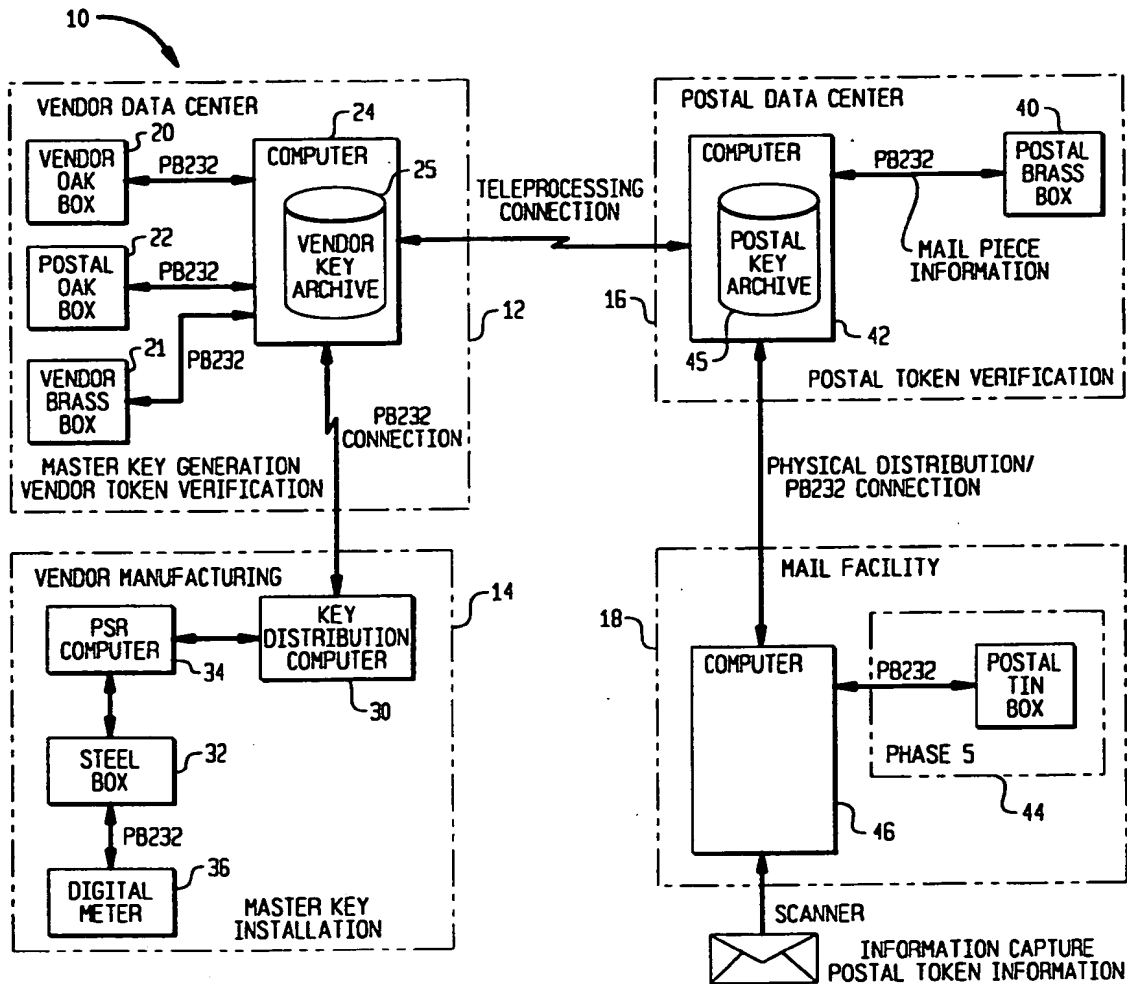 10
VENDOR DATA CENTER
20
VENDOR
OAK
BOX
PB232
24
COMPUTER
25
VENDOR
KEY
ARCHIVE
22
POSTAL
OAK
BOX
PB232
21
VENDOR
BRASS
BOX
PB232
12
MASTER KEY GENERATION
VENDOR TOKEN VERIFICATION
TELEPROCESSING
CONNECTION
PB232
CONNECTION
POSTAL DATA CENTER
COMPUTER
POSTAL
KEY
ARCHIVE
45
42
16
PB232
40
POSTAL
BRASS
BOX
MAIL PIECE
INFORMATION
POSTAL TOKEN VERIFICATION
PHYSICAL DISTRIBUTION/
PB232 CONNECTION
VENDOR MANUFACTURING
14
PSR
COMPUTER
34
KEY
DISTRIBUTION
COMPUTER
30
STEEL
BOX
32
PB232
DIGITAL
METER
36
MASTER KEY
INSTALLATION
MAIL FACILITY
18
COMPUTER
46
PB232
POSTAL
TIN
BOX
PHASE 5
44
SCANNER
INFORMATION CAPTURE
POSTAL TOKEN INFORMATION